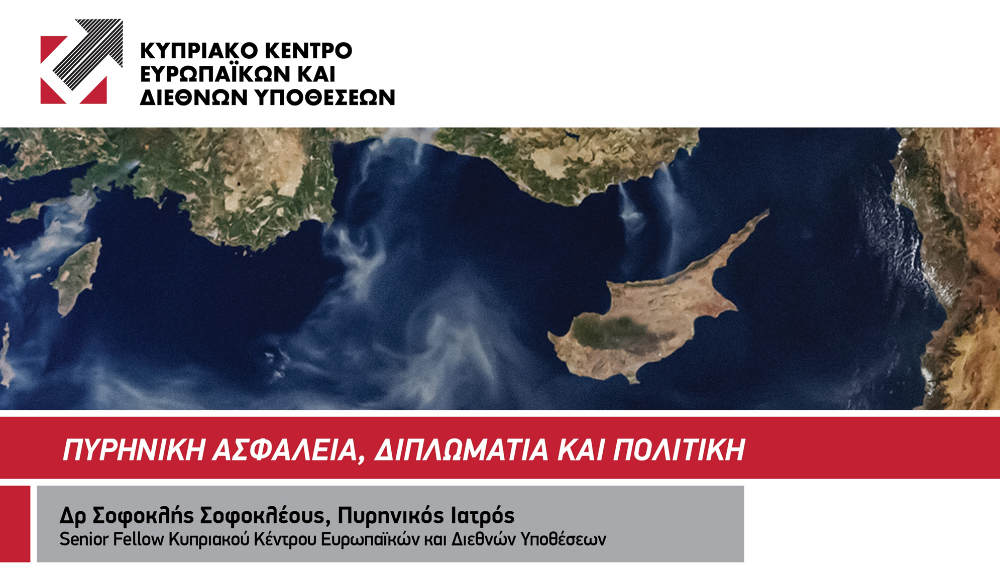 ΚΥΠΡΙΑΚΟ ΚΕΝΤΡΟ
ΕΥΡΩΠΑΪΚΩΝ ΚΑΙ
ΔΙΕΘΝΩΝ ΥΠΟΘΕΣΕΩΝ
ΠΥΡΗΝΙΚΗ ΑΣΦΑΛΕΙΑ, ΔΙΠΛΩΜΑΤΙΑ ΚΑΙ ΠΟΛΙΤΙΚΗ
Δρ Σοφοκλής Σοφοκλέους, Πυρηνικός Ιατρός
Senior Fellow Κυπριακού Κέντρου Ευρωπαϊκών και Διεθνών Υποθέσεων